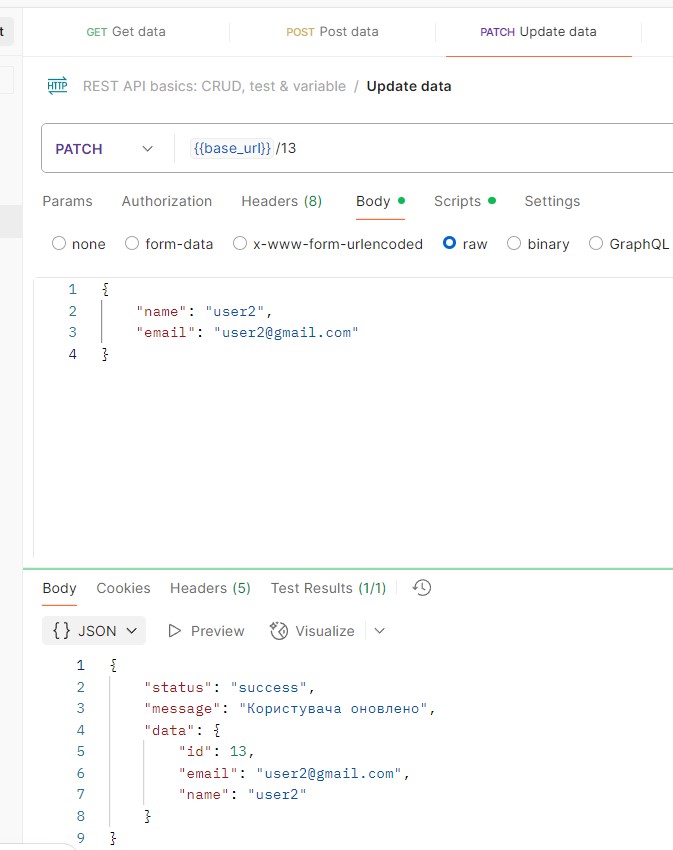 t
GET Get data
POST Post data
PATCH Update data
HTTP REST API basics: CRUD, test & variable / Update data
PATCH {{base_url}} /13
Params Authorization Headers (8) Body Scripts Settings
none form-data x-www-form-urlencoded raw binary GraphQL
1 {
2 "name": "user2",
3 "email": "user2@gmail.com"
4 }
Body Cookies Headers (5) Test Results (1/1)
{} JSON Preview Visualize
1 {
2 "status": "success",
3 "message": "Користувача оновлено",
4 "data": {
5 "id": 13,
6 "email": "user2@gmail.com",
7 "name": "user2"
8 }
9 }